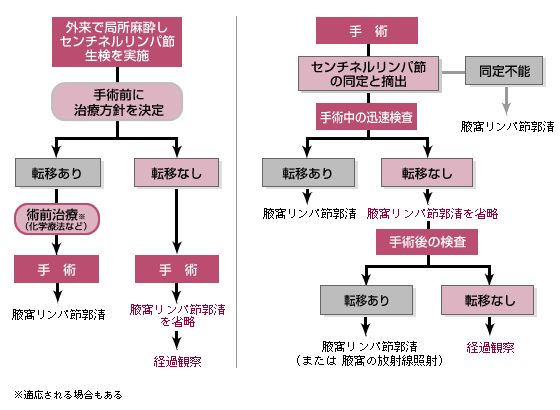 外来で局所麻酔し
センチネルリンパ節
生検を実施
手術前に
治療方針を決定
転移あり
転移なし
術前治療※
(化学療法など)
手 術
手 術
腋窩リンパ節郭清
腋窩リンパ節郭清
を省略
経過観察
手 術
センチネルリンパ節
の同定と摘出
同定不能
腋窩リンパ節郭清
手術中の迅速検査
転移あり
転移なし
腋窩リンパ節郭清
腋窩リンパ節郭清を省略
手術後の検査
転移あり
転移なし
腋窩リンパ節郭清
(または 腋窩の放射線照射)
経過観察
※適応される場合もある